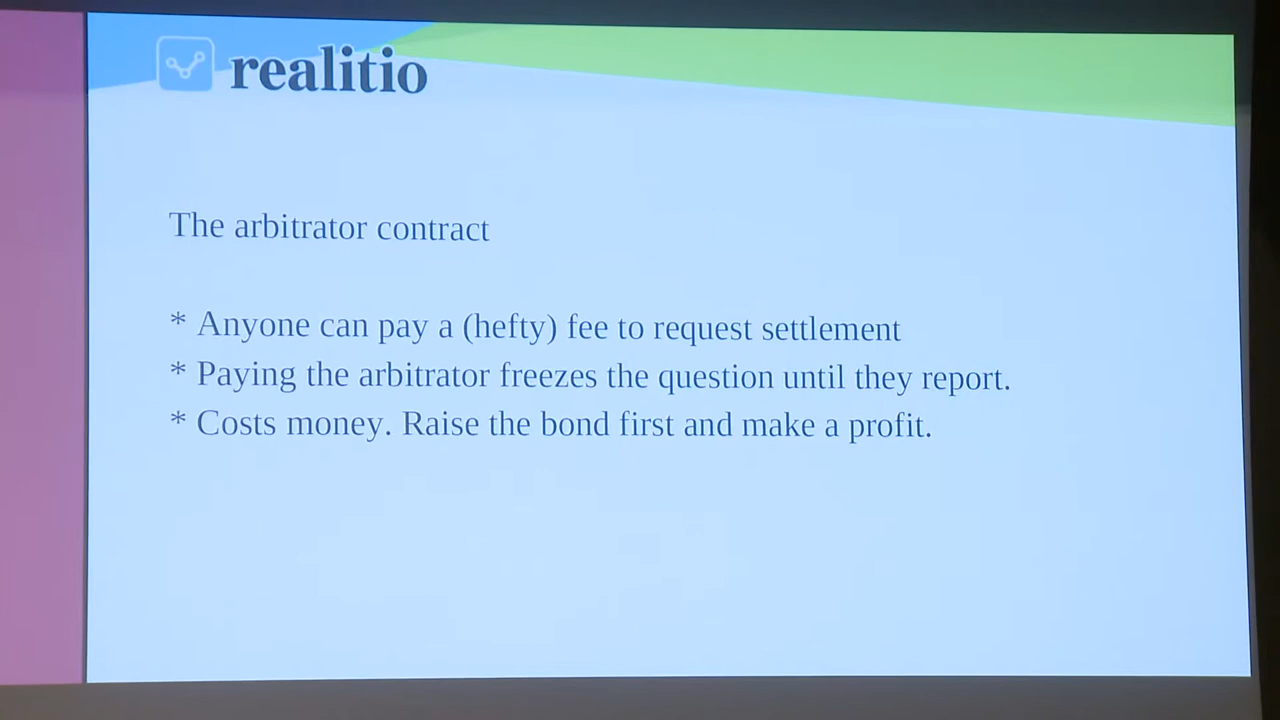 realitio
The arbitrator contract
* Anyone can pay a (hefty) fee to request settlement
* Paying the arbitrator freezes the question until they report.
* Costs money. Raise the bond first and make a profit.